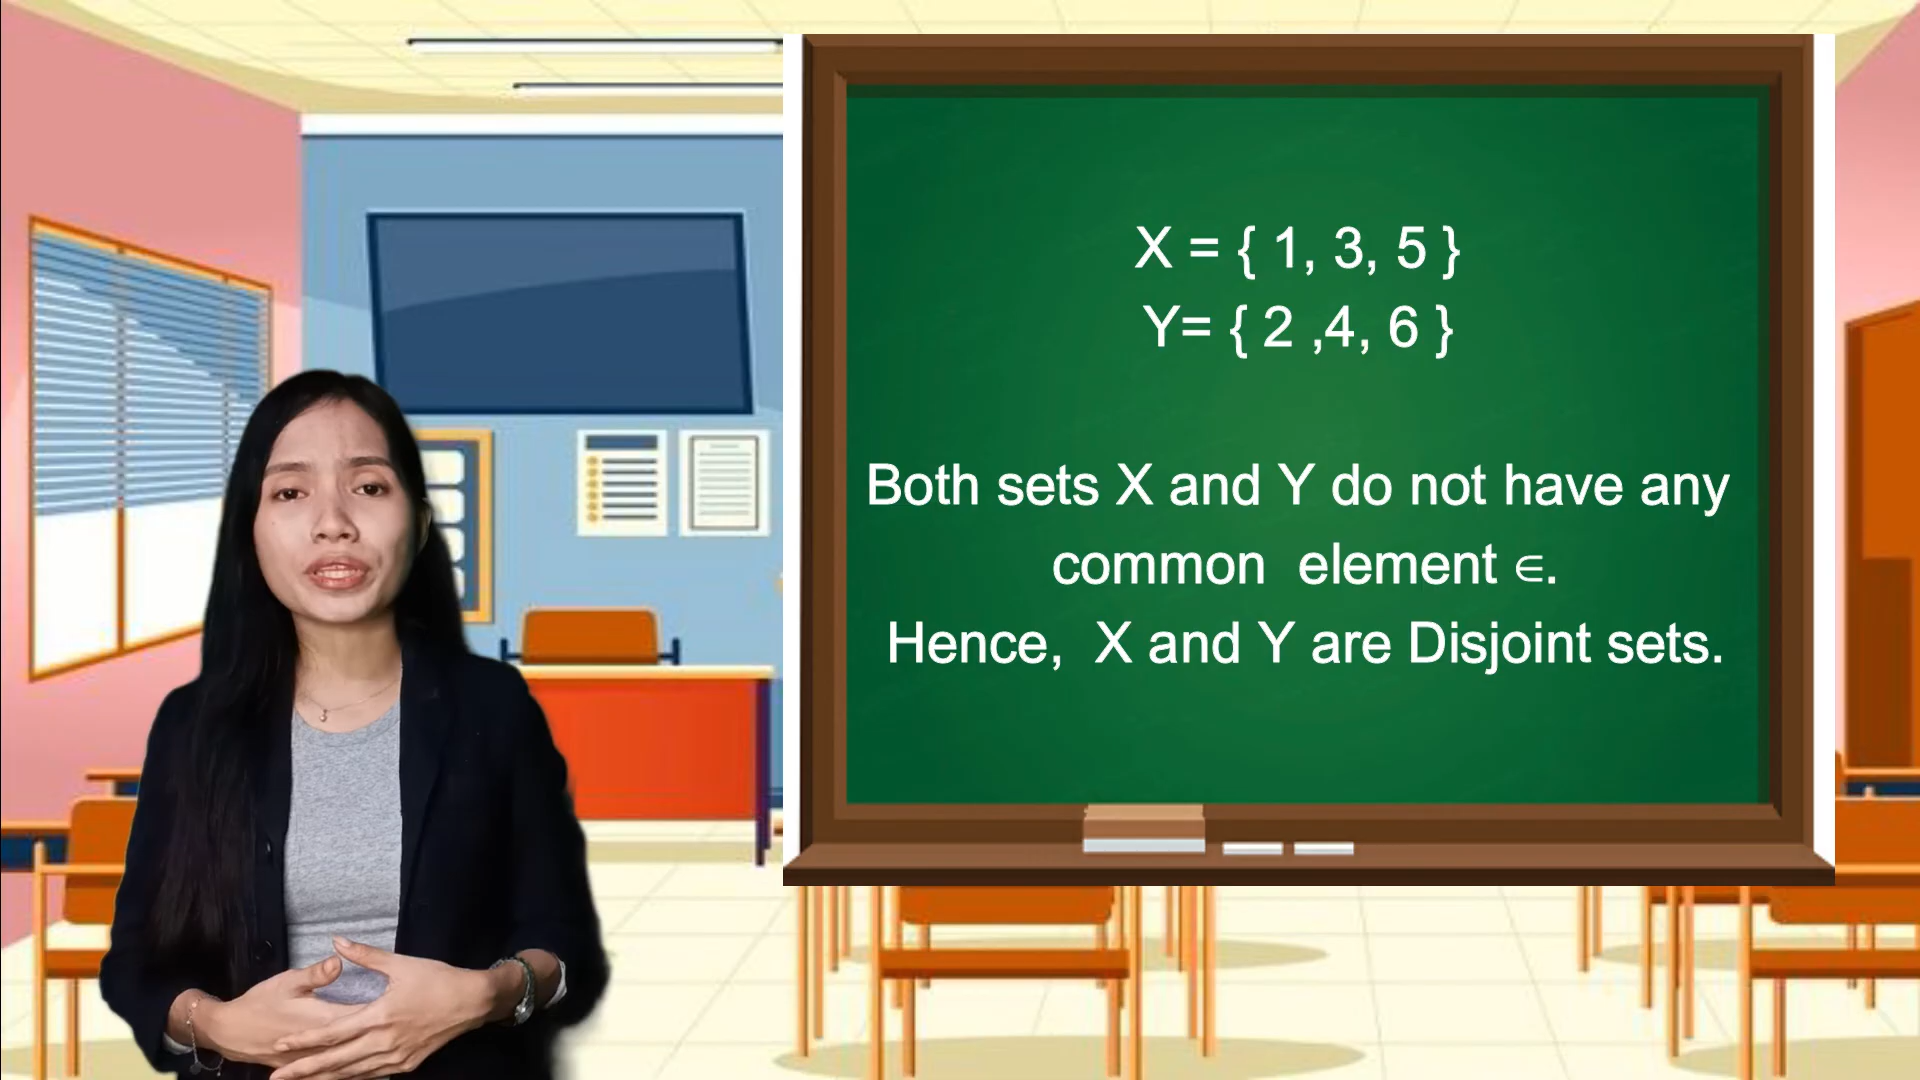 X = { 1, 3, 5 }
Y= { 2 ,4, 6 }
Both sets X and Y do not have any
common  element ∈.
Hence,  X and Y are Disjoint sets.